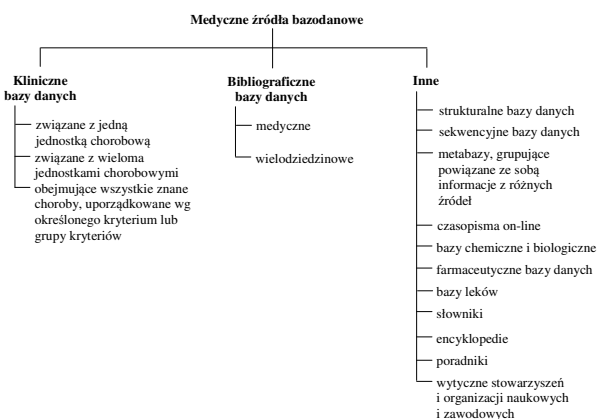 Medyczne źródła bazodanowe
Kliniczne
bazy danych
związane z jedną
jednostką chorobową
związane z wieloma
jednostkami chorobowymi
obejmujące wszystkie znane
choroby, uporządkowane wg
określonego kryterium lub
grupy kryteriów
Bibliograficzne
bazy danych
medyczne
wielodziedzinowe
Inne
strukturalne bazy danych
sekwencyjne bazy danych
metabazy, grupujące
powiązane ze sobą
informacje z różnych
źródeł
czasopisma on-line
bazy chemiczne i biologiczne
farmaceutyczne bazy danych
bazy leków
słowniki
encyklopedie
poradniki
wytyczne stowarzyszeń
i organizacji naukowych
i zawodowych